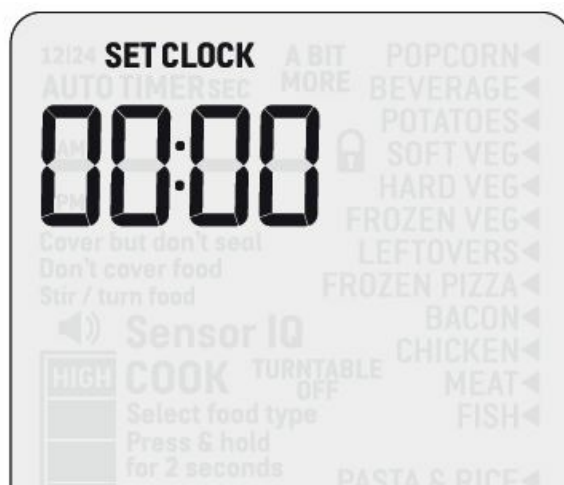 12|24 SET CLOCK
A BIT MORE
POPCORN
AUTO TIMER SEC
BEVERAGE
POTATOES
00:00
AM
SOFT VEG
HARD VEG
PM
FROZEN VEG
Cover but don't seal
LEFTOVERS
Don't cover food
FROZEN PIZZA
Stir / turn food
BACON
Sensor IQ
CHICKEN
HIGH
COOK
TURNTABLE OFF
MEAT
Select food type
FISH
Press & hold
for 2 seconds
PASTA & RICE